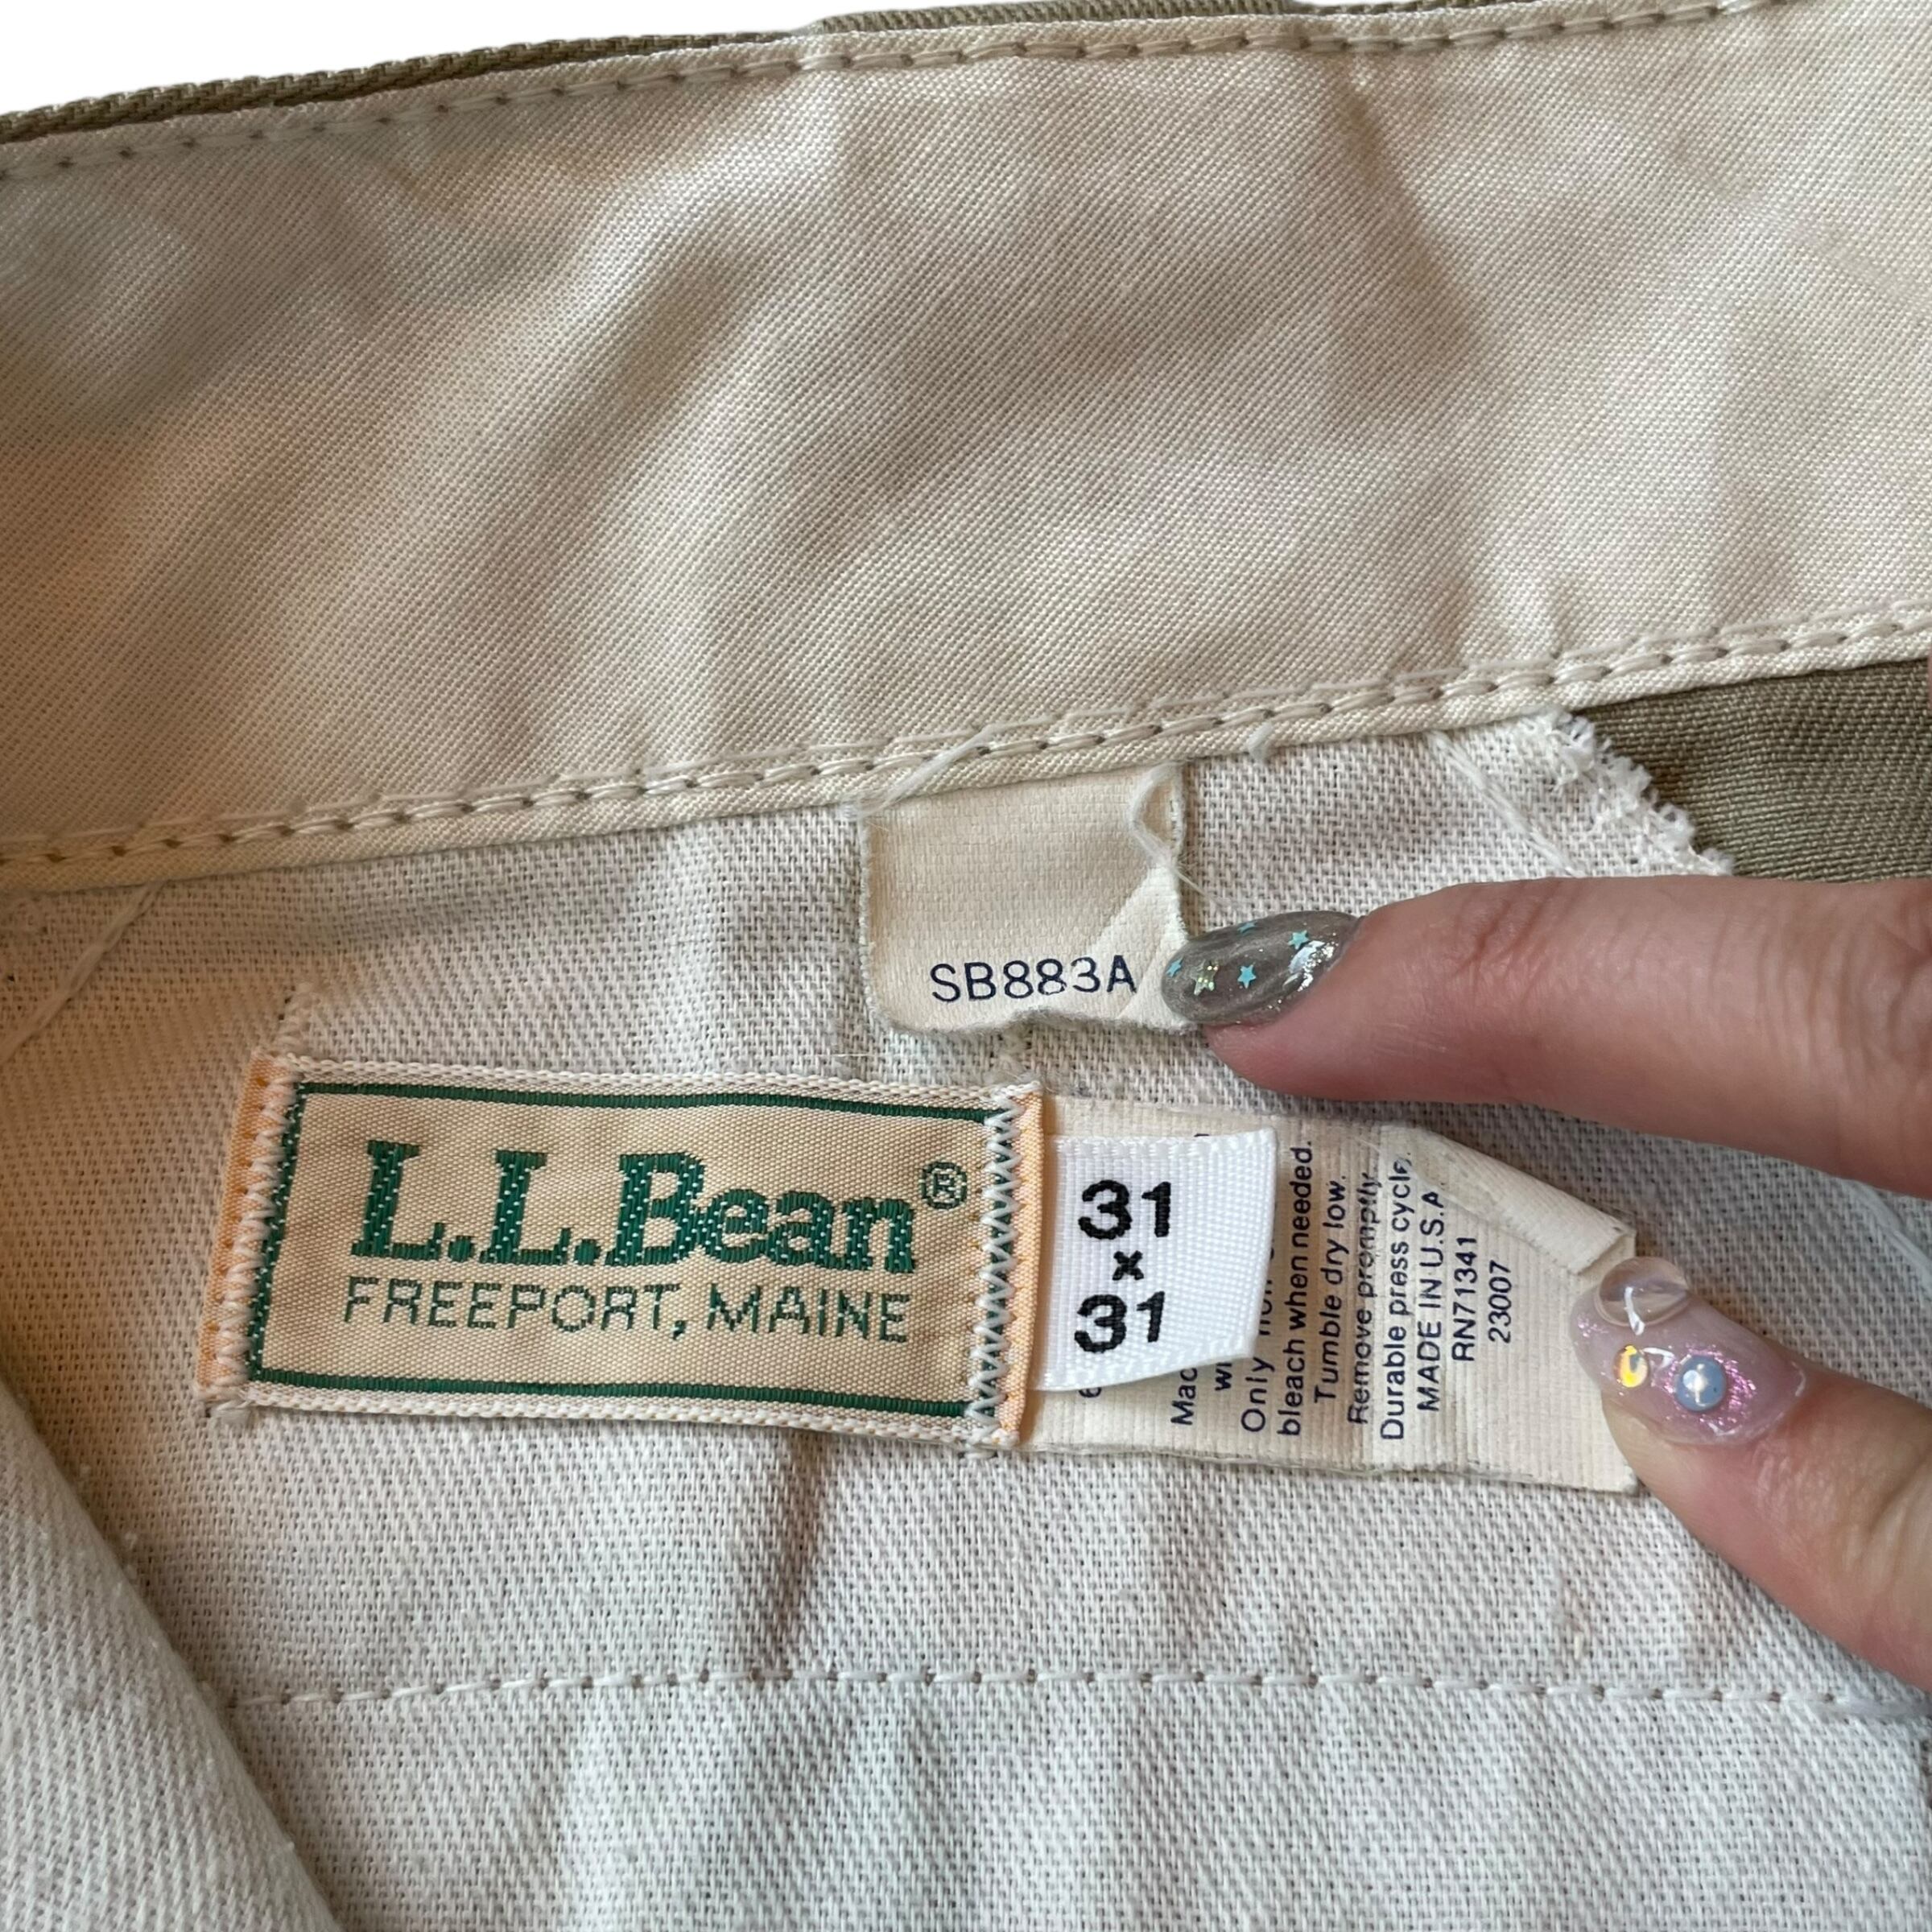 SB883A
L.L.Bean®
FREEPORT, MAINE
31
x
31
Only
bleach when needed.
Tumble dry low.
Remove promptly.
Durable press cycle.
MADE IN U.S.A.
RN71341
23007